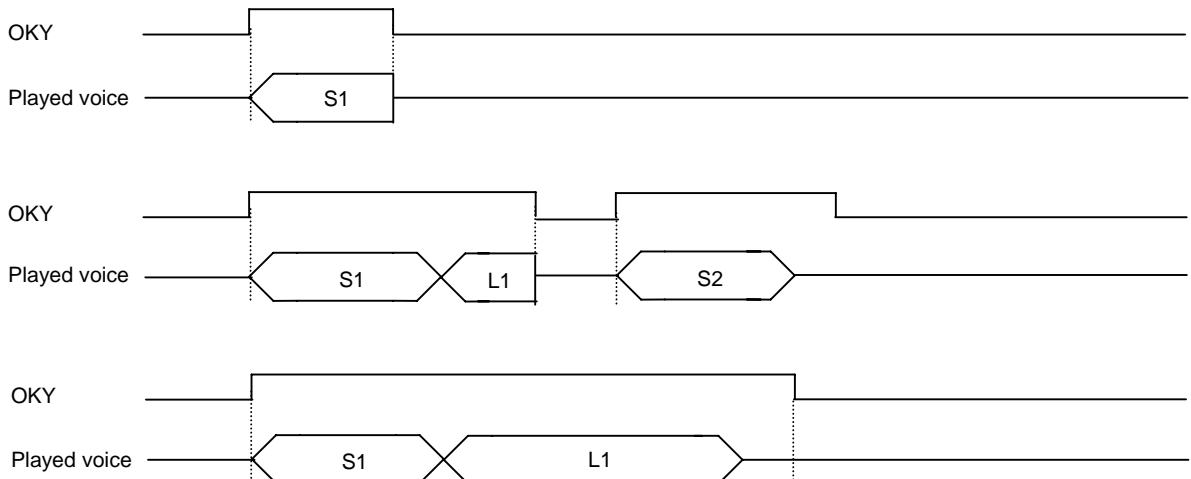 OKY
Played voice S1
OKY
Played voice S1 L1 S2
OKY
Played voice S1 L1